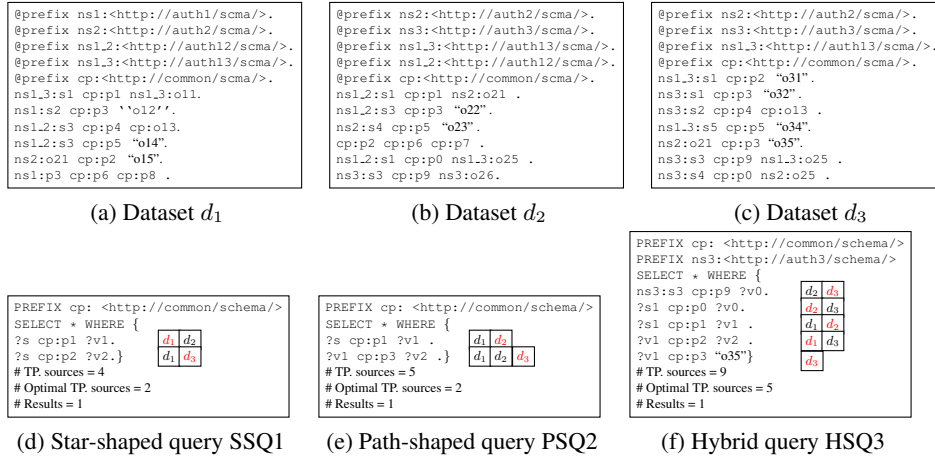 @prefix ns1:<http://auth1/scma/>.
@prefix ns2:<http://auth2/scma/>.
@prefix ns1_2:<http://auth12/scma/>.
@prefix ns1_3:<http://auth13/scma/>.
@prefix cp:<http://common/scma/>.
ns1_3:s1 cp:p1 ns1_3:o11.
ns1:s2 cp:p3 ``o12''.
ns1_2:s3 cp:p4 cp:o13.
ns1_2:s3 cp:p5 “o14”.
ns2:o21 cp:p2 “o15”.
ns1:p3 cp:p6 cp:p8 .
(a) Dataset d1
@prefix ns2:<http://auth2/scma/>.
@prefix ns3:<http://auth3/scma/>.
@prefix ns1_3:<http://auth13/scma/>.
@prefix ns1_2:<http://auth12/scma/>.
@prefix cp:<http://common/scma/>.
ns1_2:s1 cp:p1 ns2:o21 .
ns1_2:s3 cp:p3 “o22”.
ns2:s4 cp:p5 “o23”.
cp:p2 cp:p6 cp:p7 .
ns1_2:s1 cp:p0 ns1_3:o25 .
ns3:s3 cp:p9 ns3:o26.
(b) Dataset d2
@prefix ns2:<http://auth2/scma/>.
@prefix ns3:<http://auth3/scma/>.
@prefix ns1_3:<http://auth13/scma/>.
@prefix cp:<http://common/scma/>.
ns1_3:s1 cp:p2 “o31”.
ns3:s1 cp:p3 “o32”.
ns3:s2 cp:p4 cp:o13 .
ns1_3:s5 cp:p5 “o34”.
ns2:o21 cp:p3 “o35”.
ns3:s3 cp:p9 ns1_3:o25 .
ns3:s4 cp:p0 ns2:o25 .
(c) Dataset d3
PREFIX cp: <http://common/schema/>
SELECT * WHERE {
?s cp:p1 ?v1. d1 d2
?s cp:p2 ?v2.} d1 d3
# TP. sources = 4
# Optimal TP. sources = 2
# Results = 1
(d) Star-shaped query SSQ1
PREFIX cp: <http://common/schema/>
SELECT * WHERE {
?s cp:p1 ?v1 . d1 d2
?v1 cp:p3 ?v2 .} d1 d2 d3
# TP. sources = 5
# Optimal TP. sources = 2
# Results = 1
(e) Path-shaped query PSQ2
PREFIX cp: <http://common/schema/>
PREFIX ns3:<http://auth3/schema/>
SELECT * WHERE {
ns3:s3 cp:p9 ?v0. d2 d3
?s1 cp:p0 ?v0. d2 d3
?s1 cp:p1 ?v1 . d1 d2
?v1 cp:p2 ?v2 . d1 d3
?v1 cp:p3 “o35”} d3
# TP. sources = 9
# Optimal TP. sources = 5
# Results = 1
(f) Hybrid query HSQ3